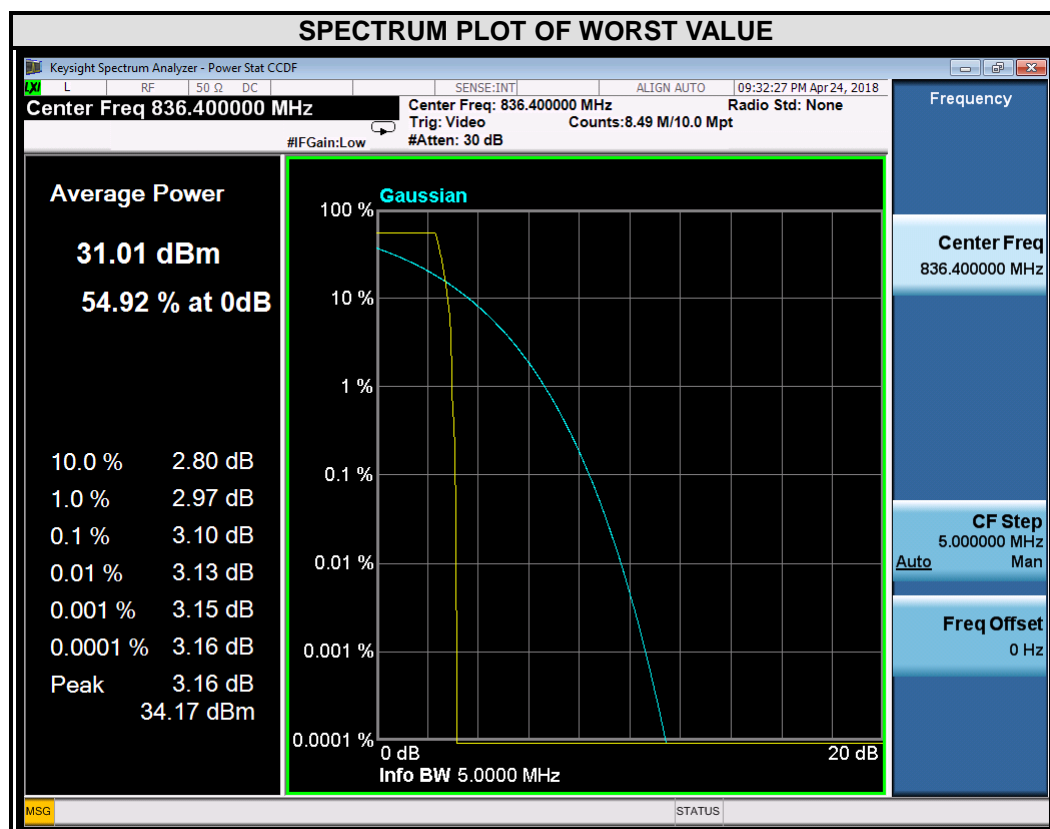 SPECTRUM PLOT OF WORST VALUE
Keysight Spectrum Analyzer - Power Stat CCDF
LXI L RF 50 Ω DC SENSE:INT ALIGN AUTO 09:32:27 PM Apr 24, 2018
Center Freq 836.400000 MHz
Center Freq: 836.400000 MHz Radio Std: None
Trig: Video Counts:8.49 M/10.0 Mpt
#IFGain:Low #Atten: 30 dB
Average Power
31.01 dBm
54.92 % at 0dB
10.0 % 2.80 dB
1.0 % 2.97 dB
0.1 % 3.10 dB
0.01 % 3.13 dB
0.001 % 3.15 dB
0.0001 % 3.16 dB
Peak 3.16 dB
34.17 dBm
Gaussian
100 %
10 %
1 %
0.1 %
0.01 %
0.001 %
0.0001 %
0 dB 20 dB
Info BW 5.0000 MHz
Frequency
Center Freq
836.400000 MHz
CF Step
5.000000 MHz
Auto Man
Freq Offset
0 Hz
MSG STATUS